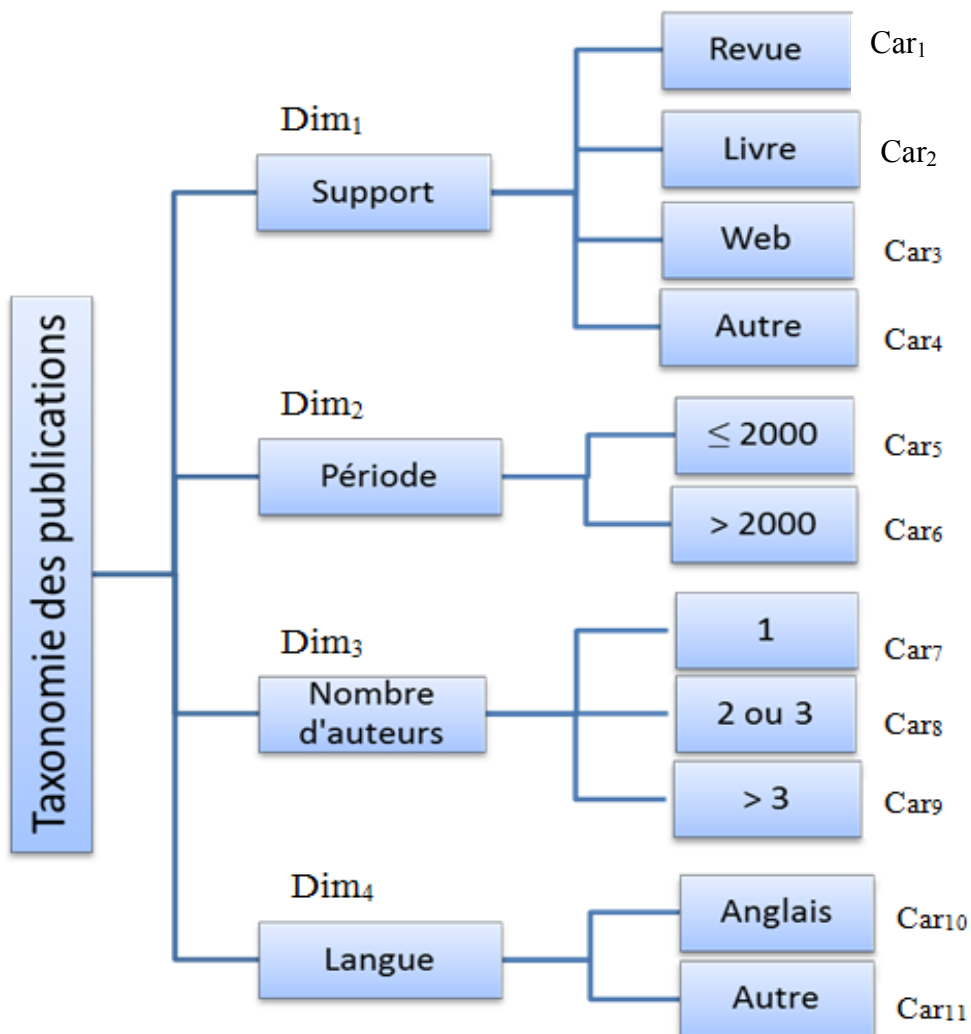 Taxonomie des publications
Dim₁
Support
Revue Car₁
Livre Car₂
Web Car₃
Autre Car₄
Dim₂
Période
≤ 2000 Car₅
> 2000 Car₆
Dim₃
Nombre
d'auteurs
1 Car₇
2 ou 3 Car₈
> 3 Car₉
Dim₄
Langue
Anglais Car₁₀
Autre Car₁₁